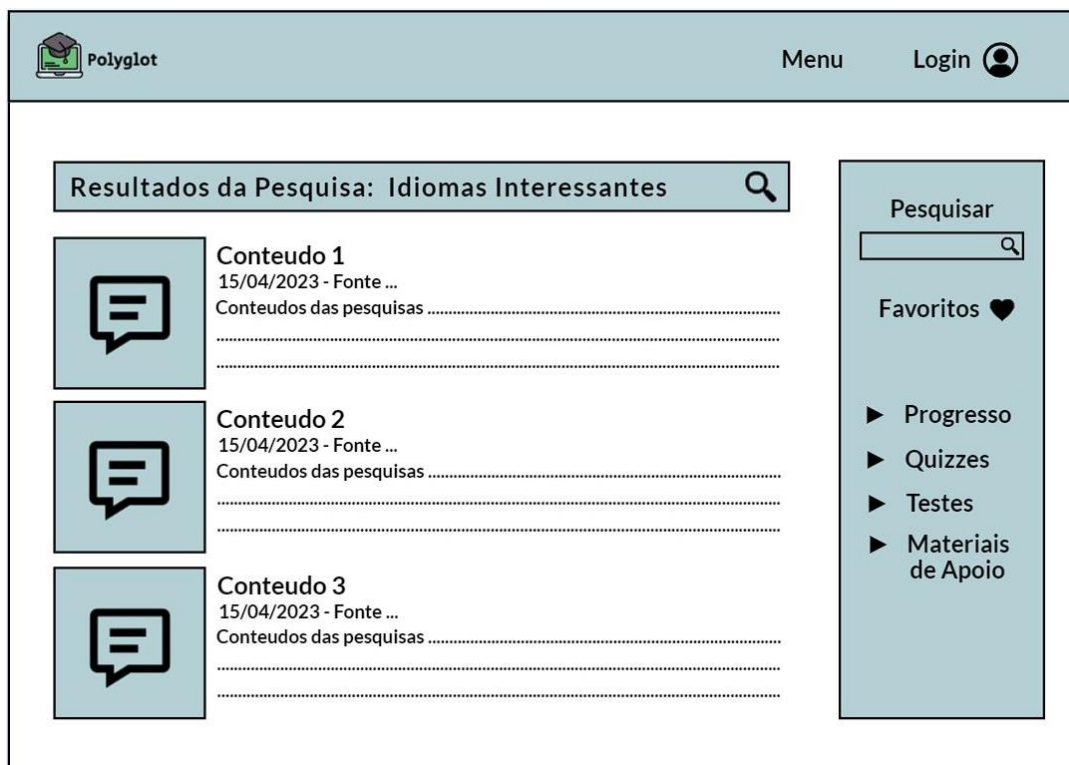 Polyglot
Menu
Login
Resultados da Pesquisa: Idiomas Interessantes
Conteudo 1
15/04/2023 - Fonte ...
Conteudos das pesquisas ....................................................................................
......................................................................................................................................
......................................................................................................................................
Conteudo 2
15/04/2023 - Fonte ...
Conteudos das pesquisas ....................................................................................
......................................................................................................................................
......................................................................................................................................
Conteudo 3
15/04/2023 - Fonte ...
Conteudos das pesquisas ....................................................................................
......................................................................................................................................
......................................................................................................................................
Pesquisar
Favoritos
Progresso
Quizzes
Testes
Materiais
de Apoio